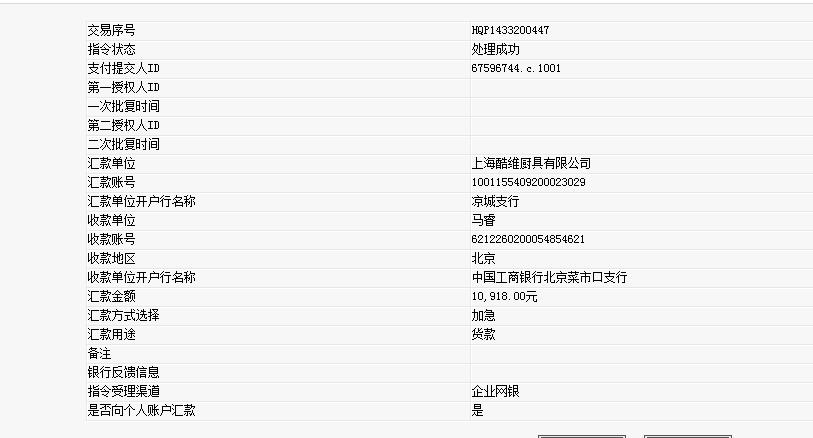 交易序号 HQP1433200447
指令状态 处理成功
支付提交人ID 67596744.c.1001
第一授权人ID
一次批复时间
第二授权人ID
二次批复时间
汇款单位 上海酷维厨具有限公司
汇款账号 1001155409200023029
汇款单位开户行名称 凉城支行
收款单位 马睿
收款账号 6212260200054854621
收款地区 北京
收款单位开户行名称 中国工商银行北京菜市口支行
汇款金额 10,918.00元
汇款方式选择 加急
汇款用途 货款
备注
银行反馈信息
指令受理渠道 企业网银
是否向个人账户汇款 是